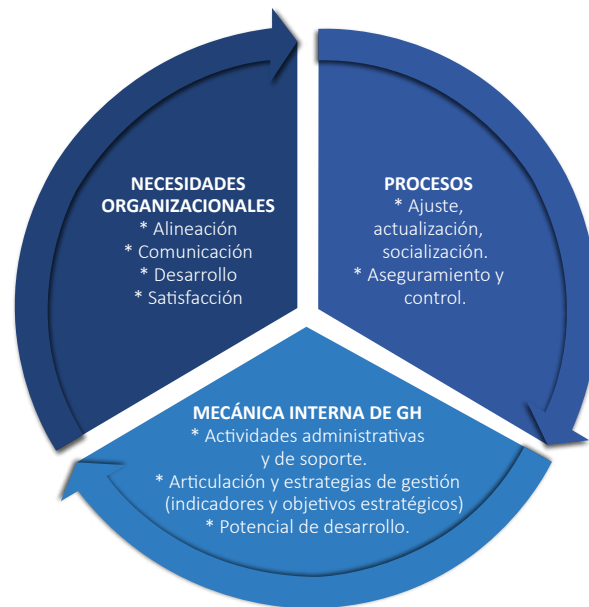 NECESIDADES
ORGANIZACIONALES
* Alineación
* Comunicación
* Desarrollo
* Satisfacción
PROCESOS
* Ajuste,
actualización,
socialización.
* Aseguramiento y
control.
MECÁNICA INTERNA DE GH
* Actividades administrativas
y de soporte.
* Articulación y estrategias de gestión
(indicadores y objetivos estratégicos)
* Potencial de desarrollo.